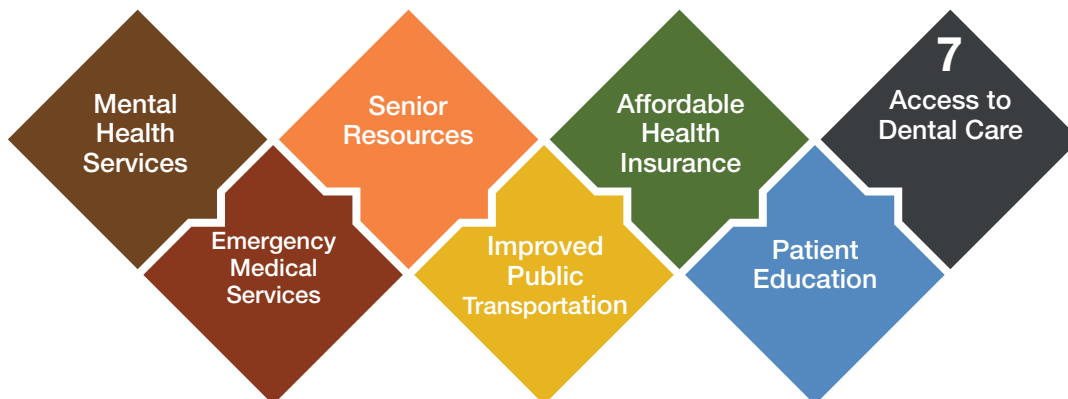 Mental
Health
Services
Emergency
Medical
Services
Senior
Resources
Improved
Public
Transportation
Affordable
Health
Insurance
Patient
Education
7
Access to
Dental Care